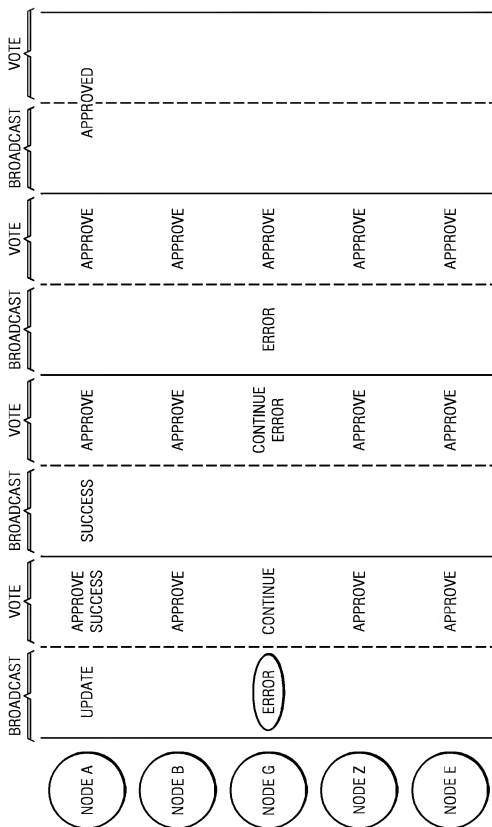 BROADCAST VOTE BROADCAST VOTE BROADCAST VOTE BROADCAST VOTE
NODE A UPDATE APPROVE SUCCESS APPROVE APPROVE APPROVED
SUCCESS
NODE B APPROVE APPROVE APPROVE
NODE G ERROR CONTINUE CONTINUE ERROR APPROVE
ERROR
NODE Z APPROVE APPROVE APPROVE
NODE E APPROVE APPROVE APPROVE